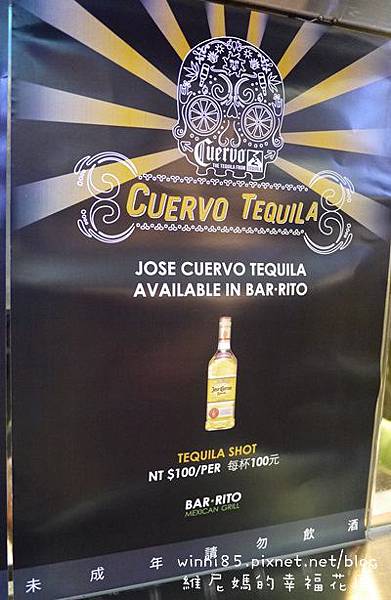 Cuervo
THE TEQUILA FROM
CUERVO TEQUILA
JOSE CUERVO TEQUILA
AVAILABLE IN BAR·RITO
Jose Cuervo
TEQUILA SHOT
NT $100/PER 每杯100元
BAR·RITO
MEXICAN GRILL
未成年請勿飲酒
winni85.pixnet.net/blog
維尼媽的幸福花